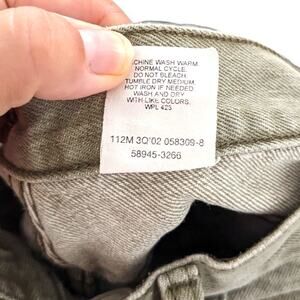 CHINE WASH WARM
NORMAL CYCLE.
DO NOT BLEACH.
TUMBLE DRY MEDIUM.
HOT IRON IF NEEDED
WASH AND DRY
WITH LIKE COLORS.
WPL 423
112M 3Q'02 058309-8
58945-3266